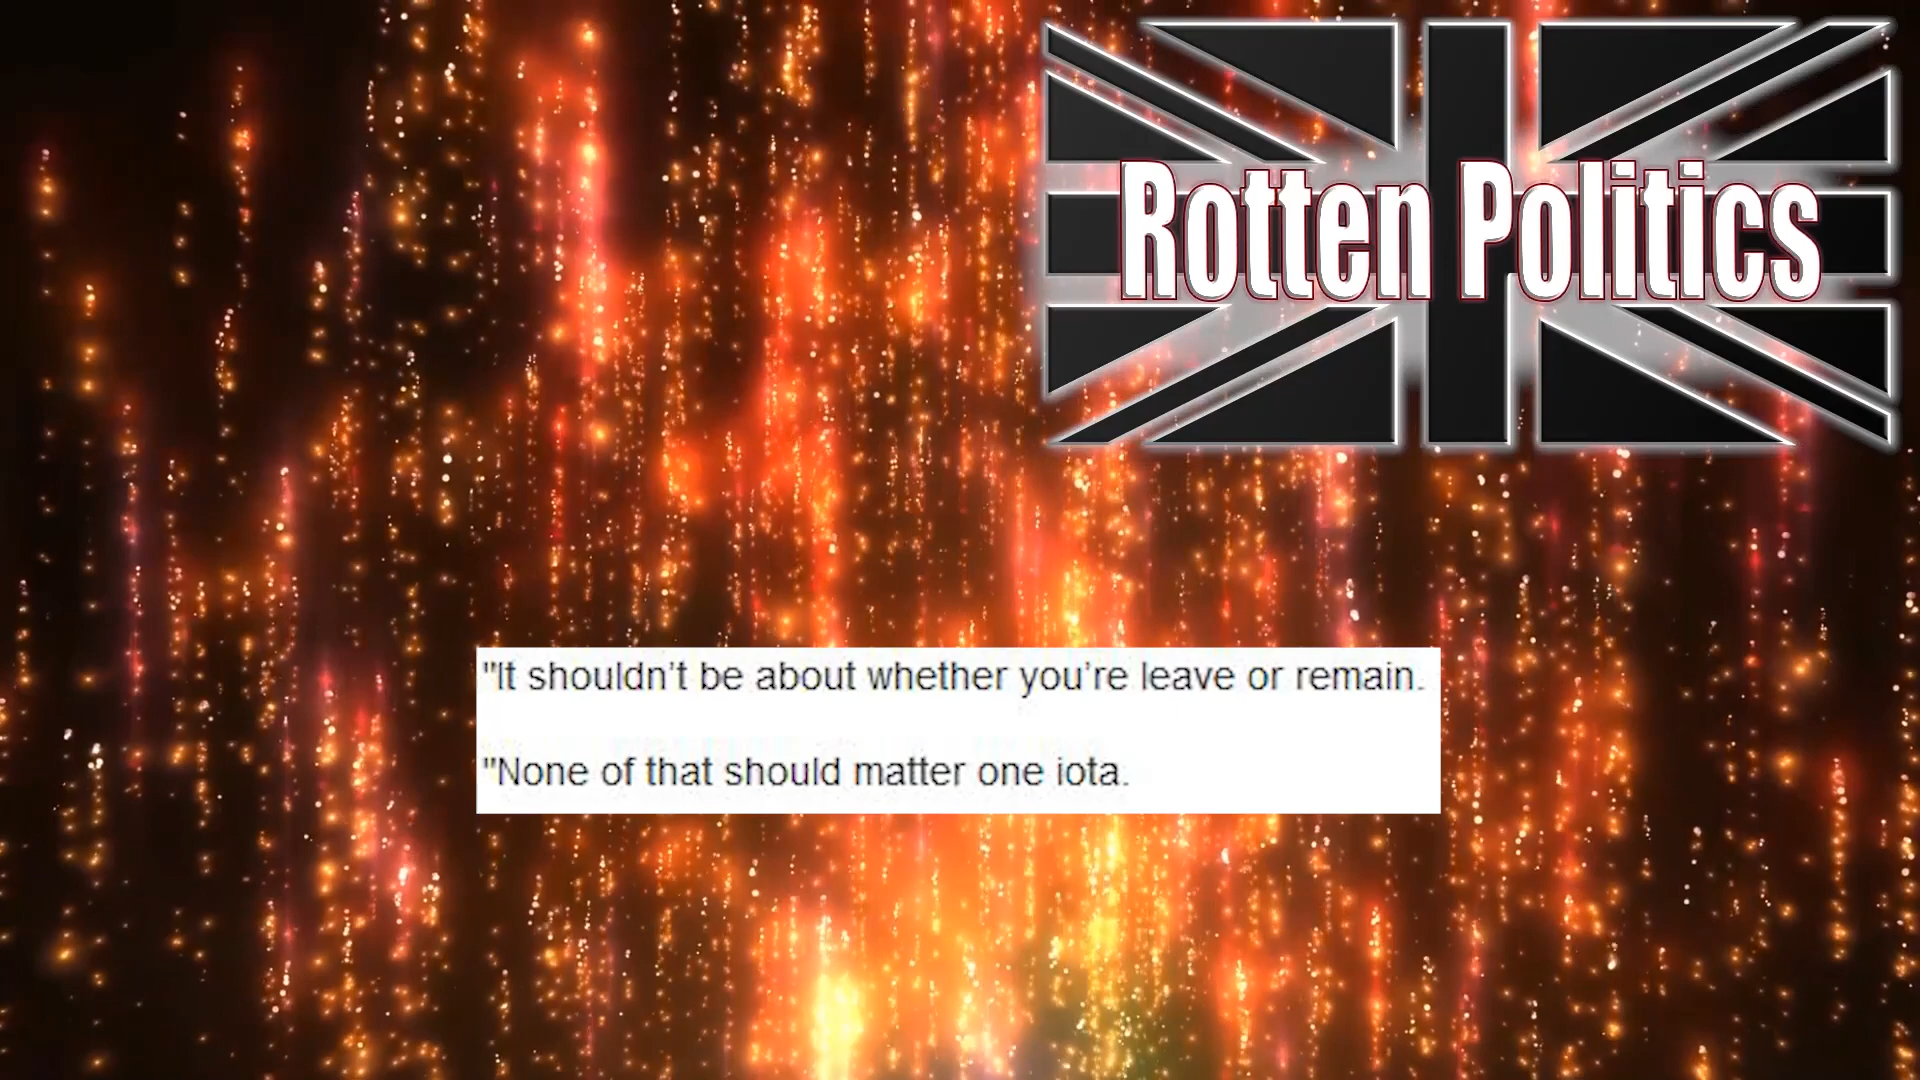 Rotten Politics
"It shouldn't be about whether you're leave or remain.
"None of that should matter one iota.